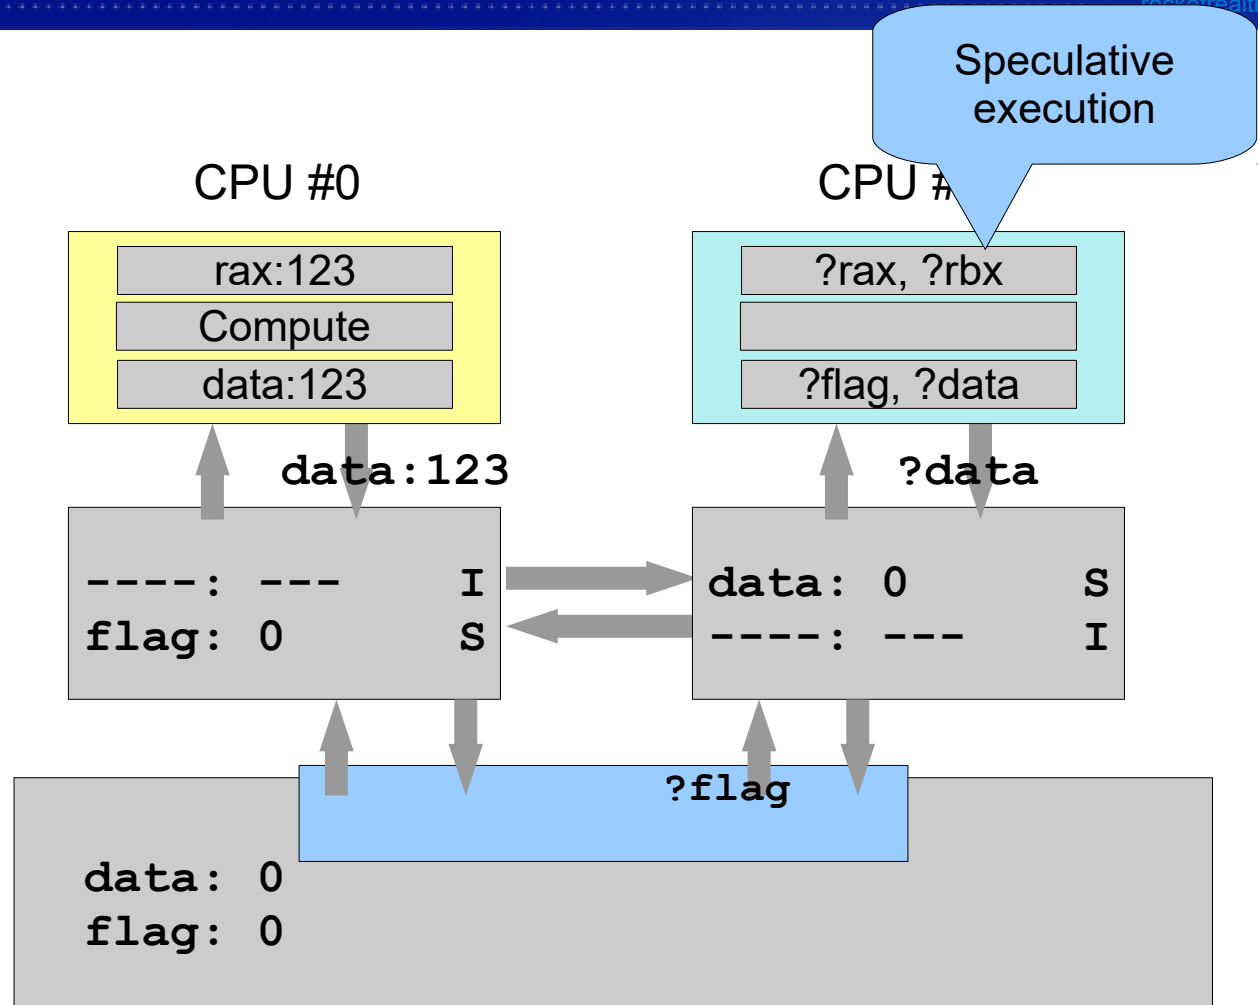 Speculative
execution
CPU #0
CPU #
rax:123
?rax, ?rbx
Compute
data:123
?flag, ?data
data:123
?data
----: --- I
data: 0 S
flag: 0 S
----: --- I
?flag
data: 0
flag: 0